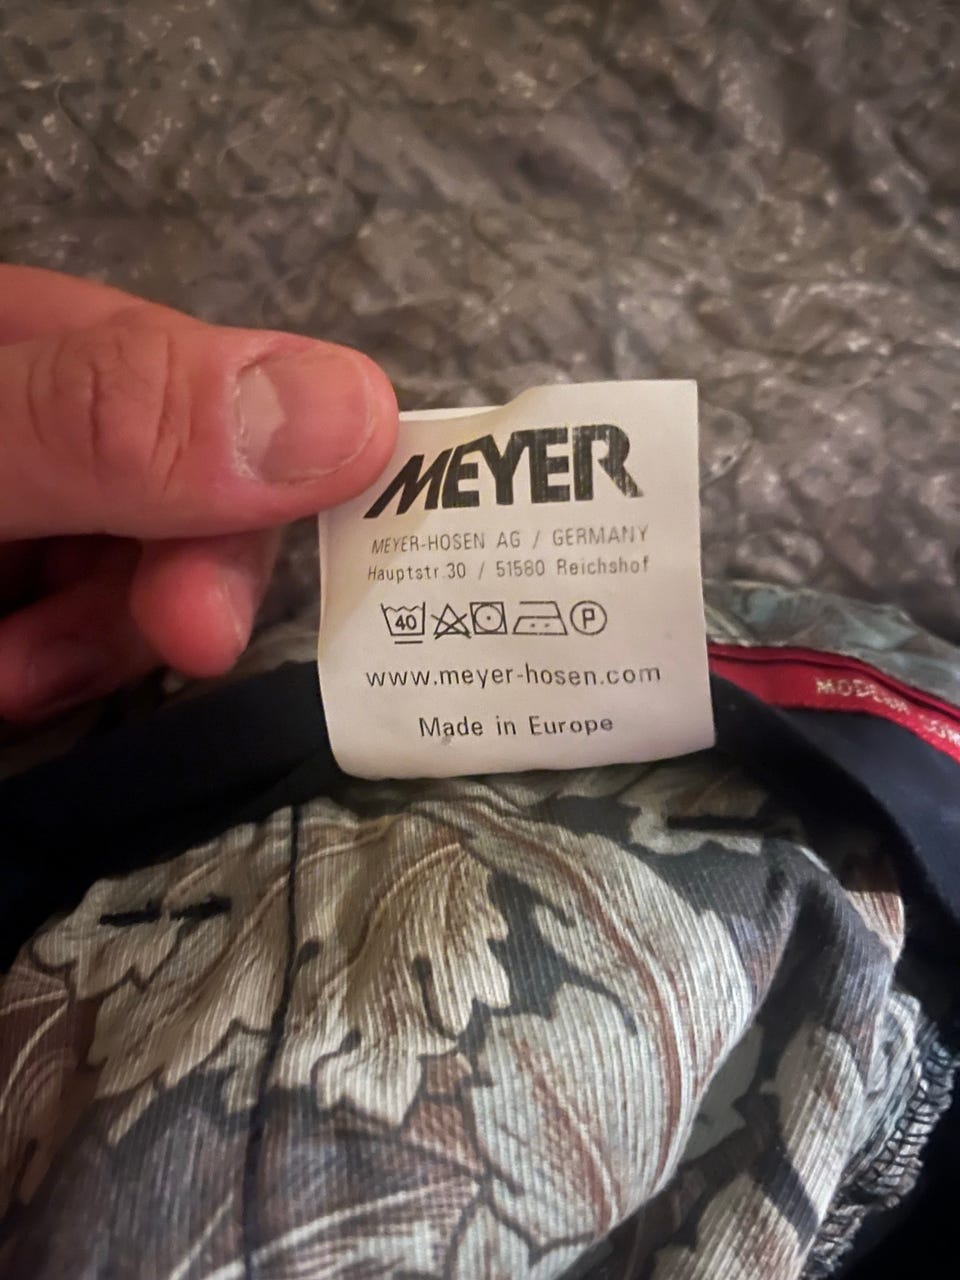 MEYER
MEYER-HOSEN AG / GERMANY
Hauptstr.30 / 51580 Reichshof
40 P
www.meyer-hosen.com
Made in Europe